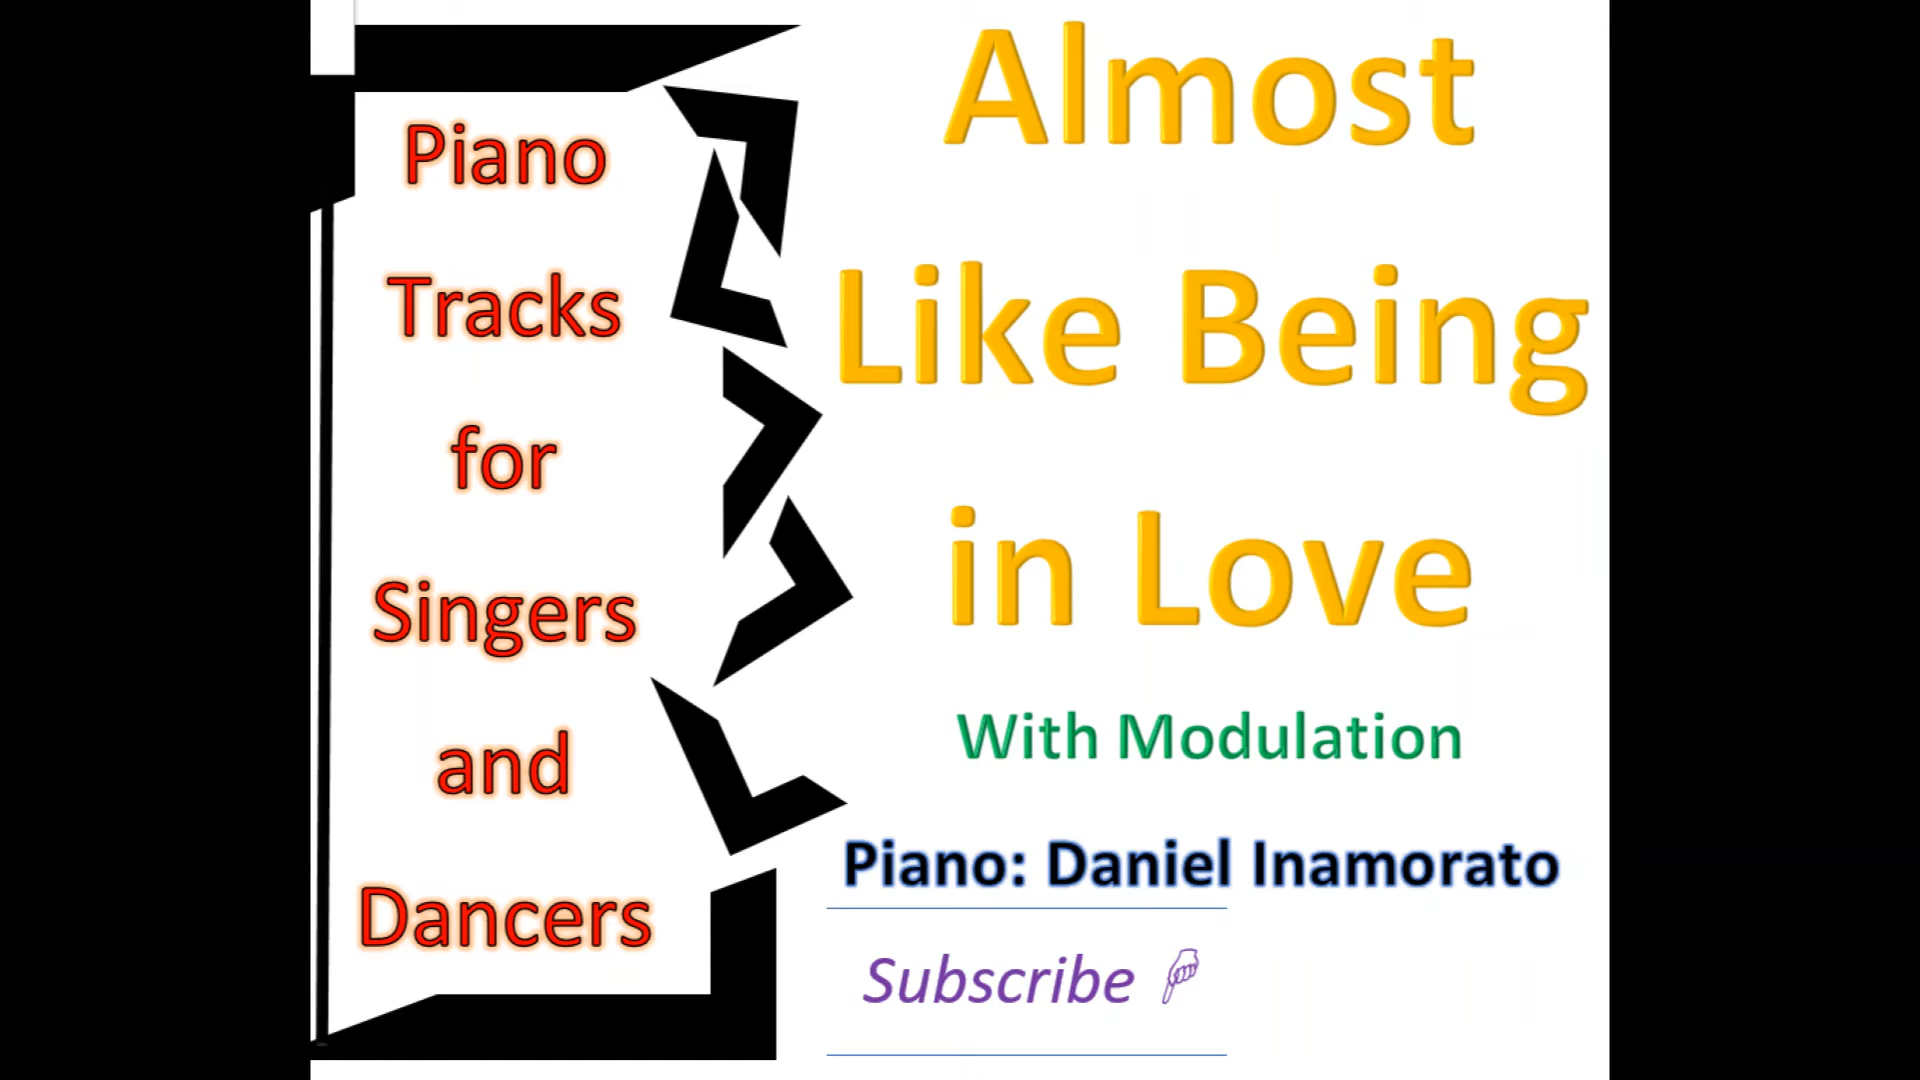 Piano
Tracks
for
Singers
and
Dancers
Almost
Like Being
in Love
With Modulation
Piano: Daniel Inamorato
Subscribe